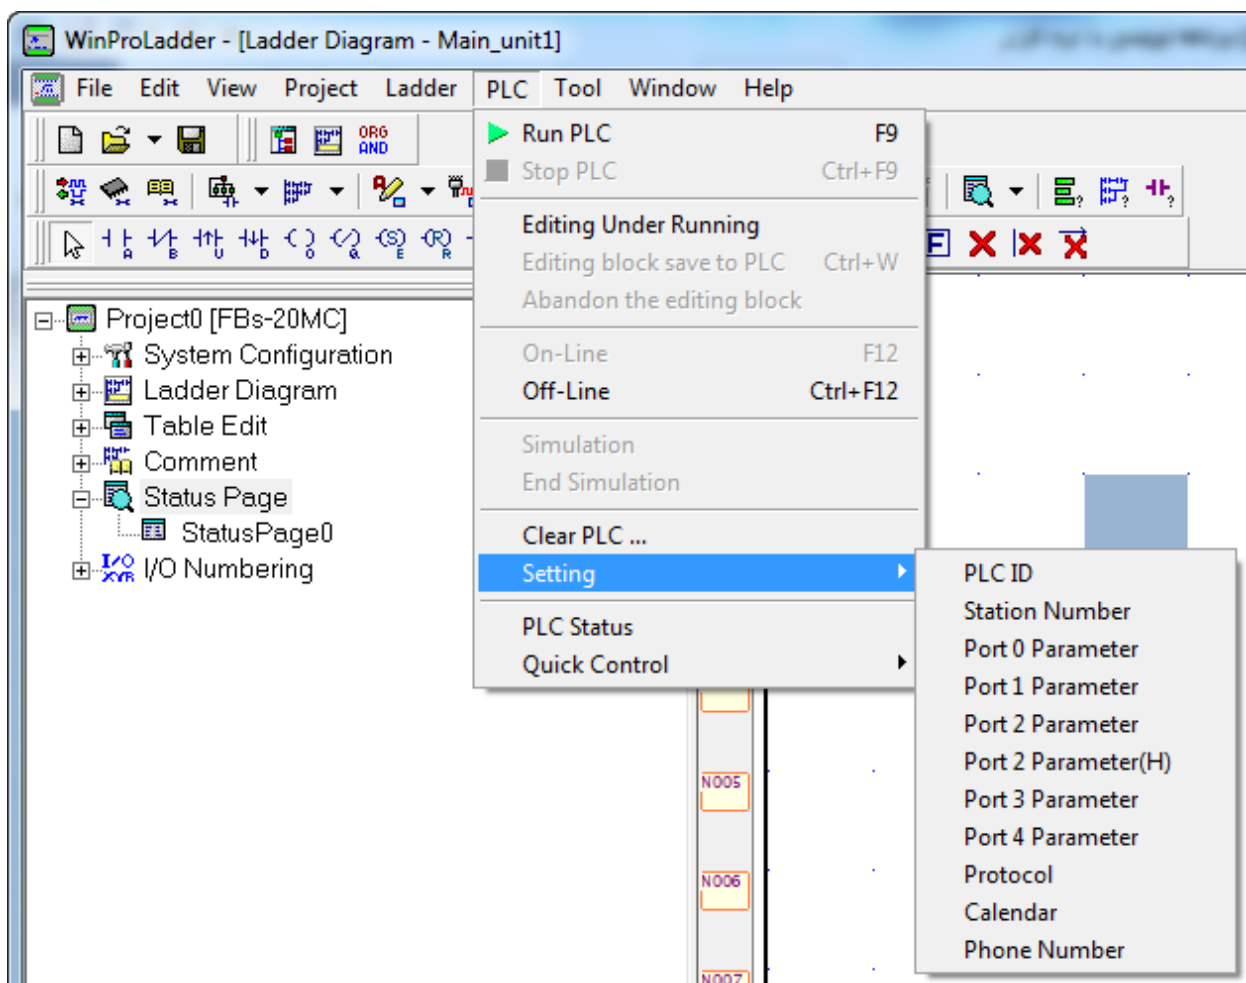 WinProLadder - [Ladder Diagram - Main_unit1]
File Edit View Project Ladder PLC Tool Window Help
ORG
AND
Run PLC F9
Stop PLC Ctrl+F9
Editing Under Running
Editing block save to PLC Ctrl+W
Abandon the editing block
On-Line F12
Off-Line Ctrl+F12
Simulation
End Simulation
Clear PLC ...
Setting
PLC Status
Quick Control
A B U D O Q (S) E (R) R F
Project0 [FBs-20MC]
System Configuration
Ladder Diagram
Table Edit
Comment
Status Page
StatusPage0
I/O Numbering
PLC ID
Station Number
Port 0 Parameter
Port 1 Parameter
Port 2 Parameter
Port 2 Parameter(H)
Port 3 Parameter
Port 4 Parameter
Protocol
Calendar
Phone Number
N005
N006
N007